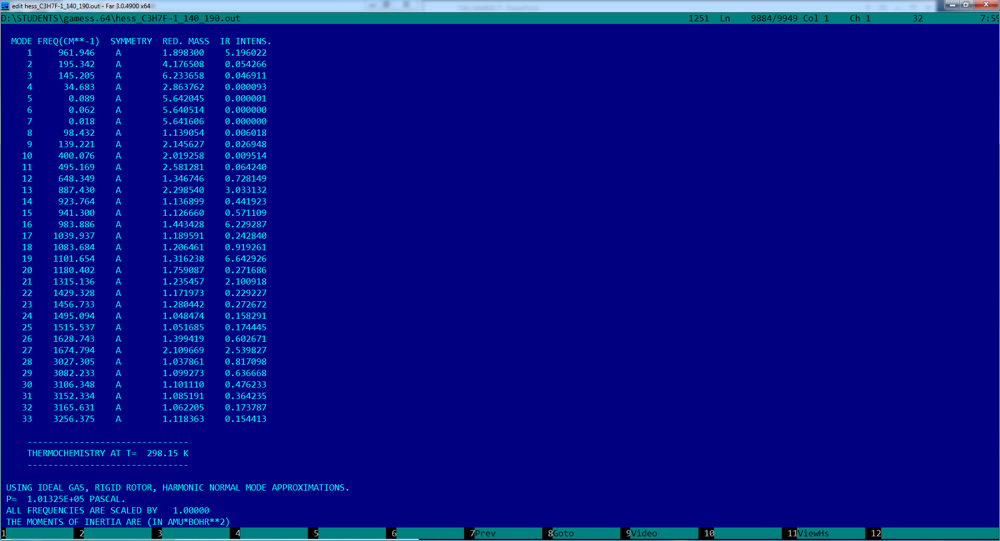 edit hess_C3H7F-1_140_190.out - Far 3.0.4900 x64
D:\STUDENTS\gamess.64\hess_C3H7F-1_140_190.out 1251 Ln 9884/9949 Col 1 Ch 1 32 7:59
MODE FREQ(CM**-1) SYMMETRY RED. MASS IR INTENS.
1 961.946 A 1.898300 5.196022
2 195.342 A 4.176508 0.054266
3 145.205 A 6.233658 0.046911
4 34.683 A 2.863762 0.000093
5 0.089 A 5.642045 0.000001
6 0.062 A 5.640514 0.000000
7 0.018 A 5.641606 0.000000
8 98.432 A 1.139054 0.006018
9 139.221 A 2.145627 0.026948
10 400.076 A 2.019258 0.009514
11 495.169 A 2.581281 0.064240
12 648.349 A 1.346746 0.728149
13 887.430 A 2.298540 3.033132
14 923.764 A 1.136899 0.441923
15 941.300 A 1.126660 0.571109
16 983.886 A 1.443428 6.229287
17 1039.937 A 1.189591 0.242840
18 1083.684 A 1.206461 0.919261
19 1101.654 A 1.316238 6.642926
20 1180.402 A 1.759087 0.271686
21 1315.136 A 1.235457 2.100918
22 1429.328 A 1.171973 0.229227
23 1456.733 A 1.280442 0.272672
24 1495.094 A 1.048474 0.158291
25 1515.537 A 1.051685 0.174445
26 1628.743 A 1.399419 0.602671
27 1674.794 A 2.109669 2.539827
28 3027.305 A 1.037861 0.817098
29 3082.233 A 1.099273 0.636668
30 3106.348 A 1.101110 0.476233
31 3152.334 A 1.085191 0.364235
32 3165.631 A 1.062205 0.173787
33 3256.375 A 1.118363 0.154413
-------------------------------
THERMOCHEMISTRY AT T= 298.15 K
-------------------------------
USING IDEAL GAS, RIGID ROTOR, HARMONIC NORMAL MODE APPROXIMATIONS.
P= 1.01325E+05 PASCAL.
ALL FREQUENCIES ARE SCALED BY 1.00000
THE MOMENTS OF INERTIA ARE (IN AMU*BOHR**2)
1 2 3 4 5 6 7Prev 8Goto 9Video 10 11ViewHs 12